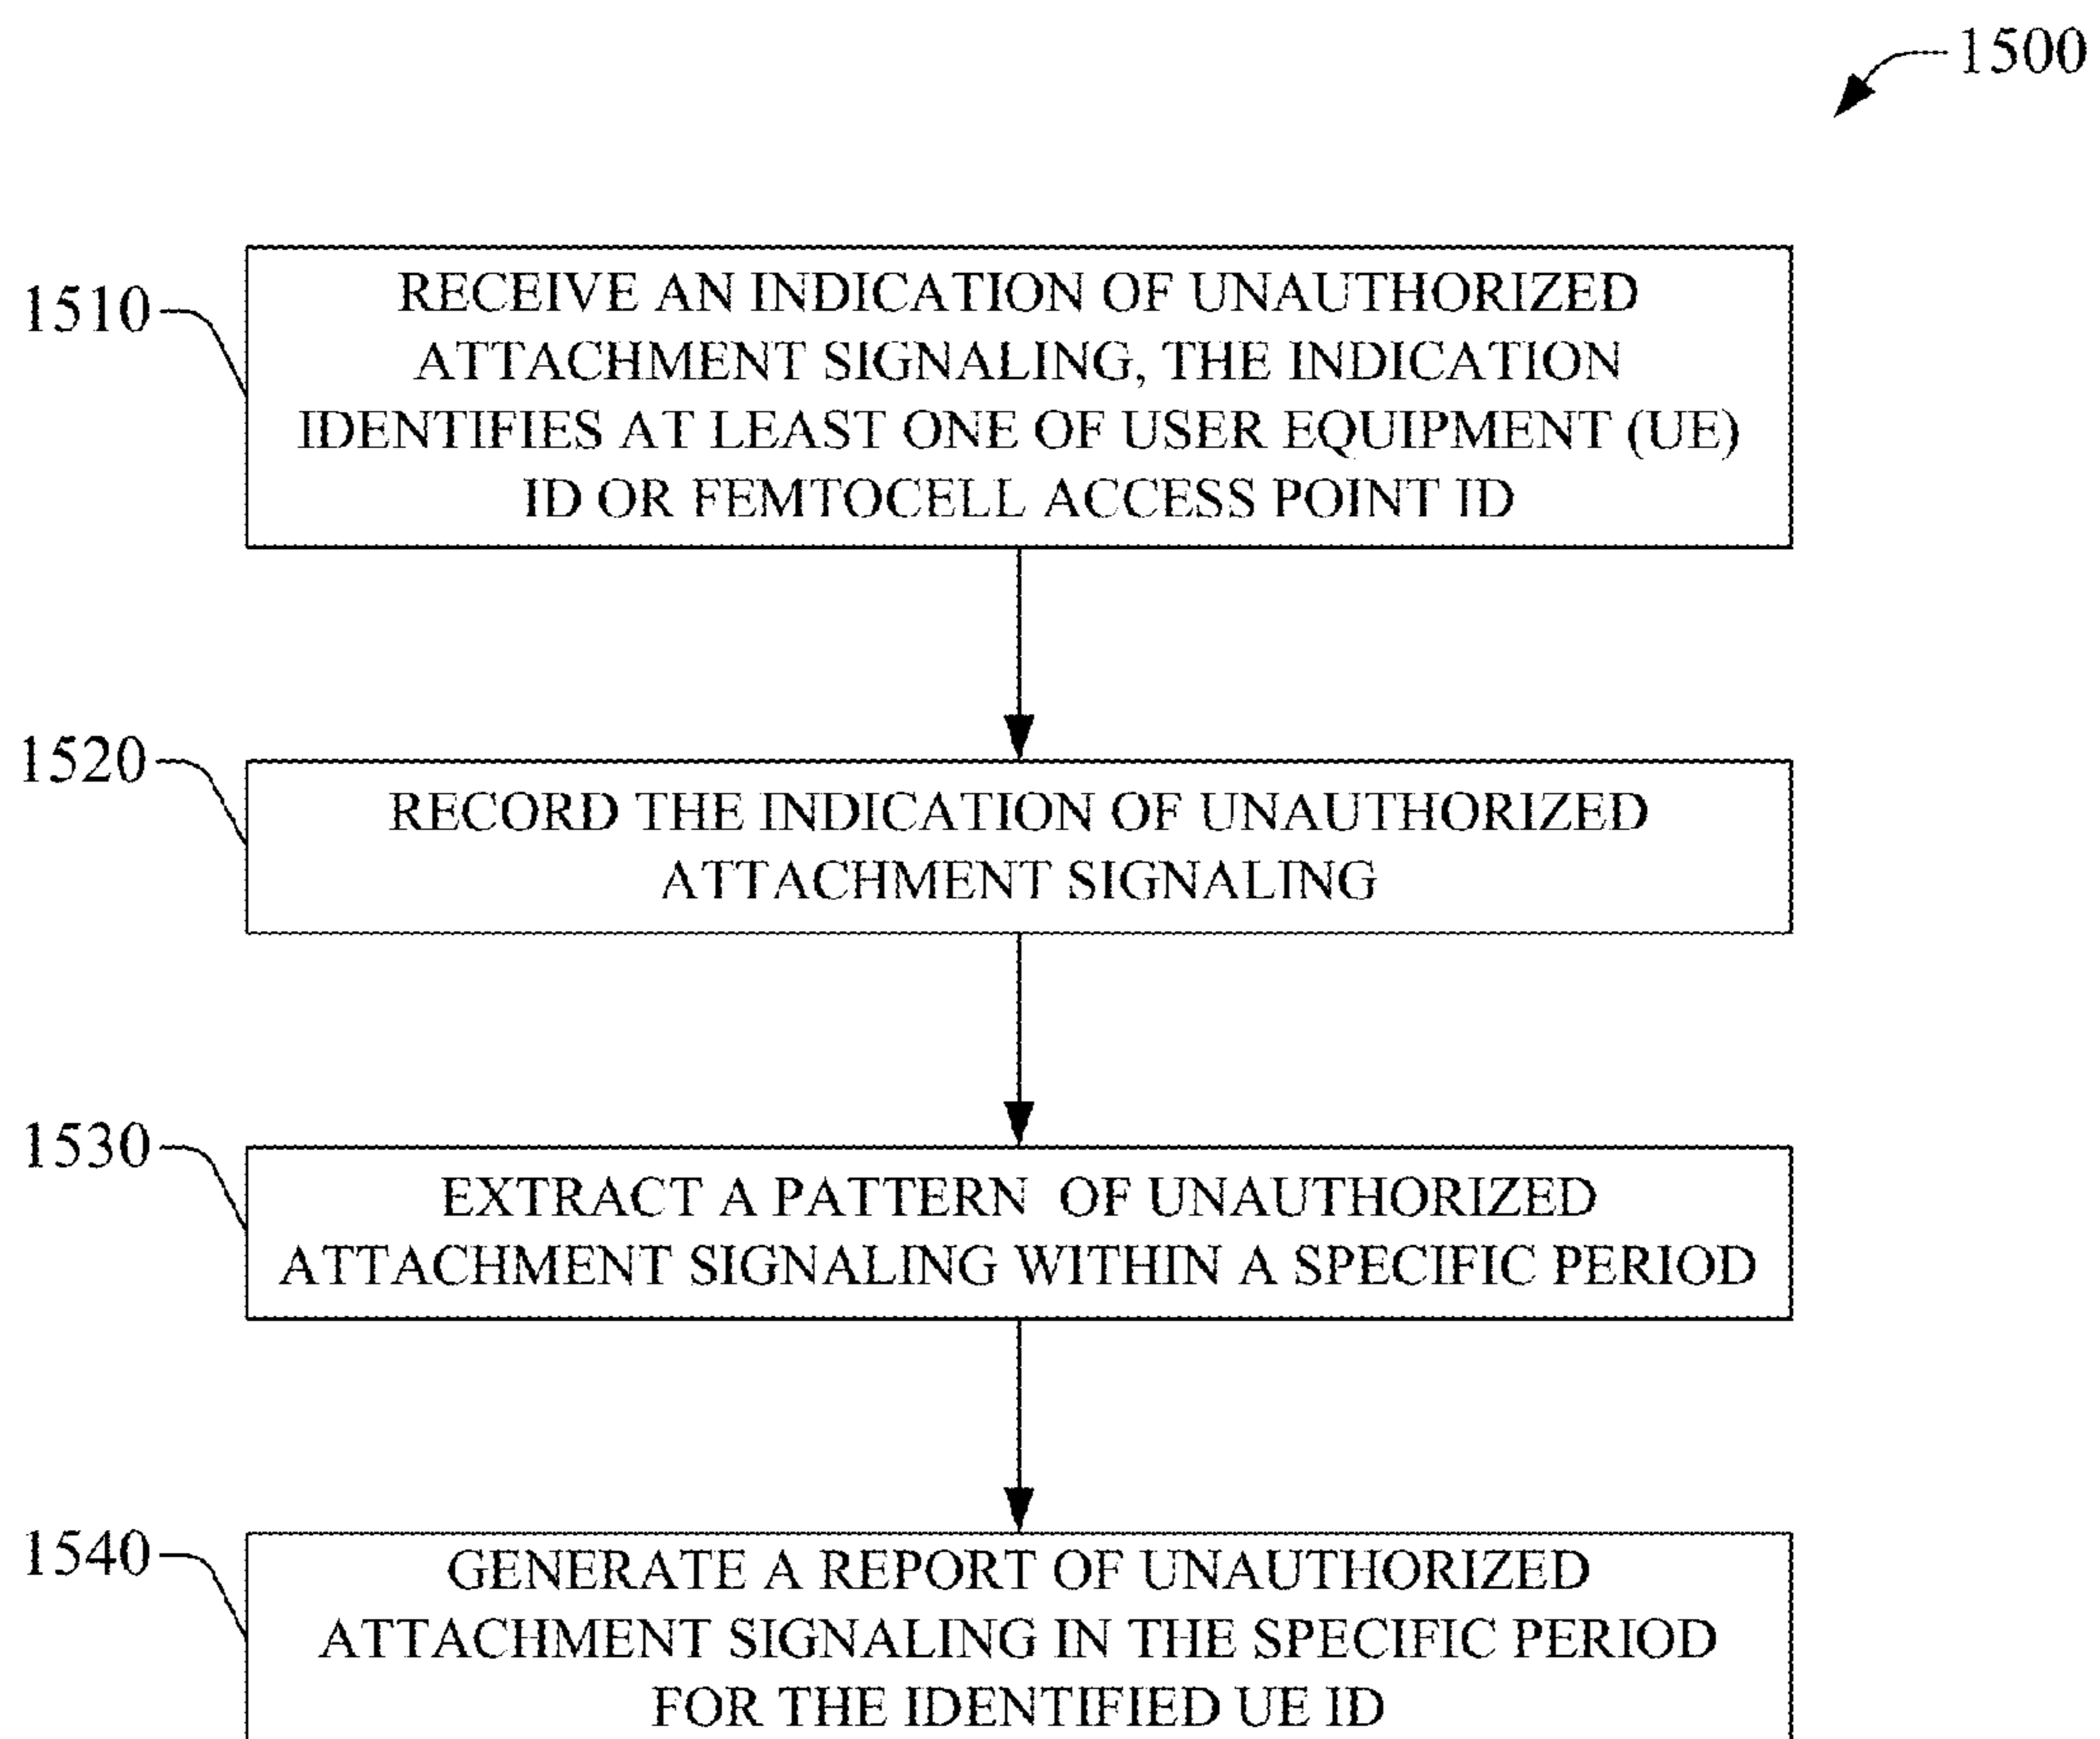 1500
1510
RECEIVE AN INDICATION OF UNAUTHORIZED
ATTACHMENT SIGNALING, THE INDICATION
IDENTIFIES AT LEAST ONE OF USER EQUIPMENT (UE)
ID OR FEMTOCELL ACCESS POINT ID
1520
RECORD THE INDICATION OF UNAUTHORIZED
ATTACHMENT SIGNALING
1530
EXTRACT A PATTERN OF UNAUTHORIZED
ATTACHMENT SIGNALING WITHIN A SPECIFIC PERIOD
1540
GENERATE A REPORT OF UNAUTHORIZED
ATTACHMENT SIGNALING IN THE SPECIFIC PERIOD
FOR THE IDENTIFIED UE ID